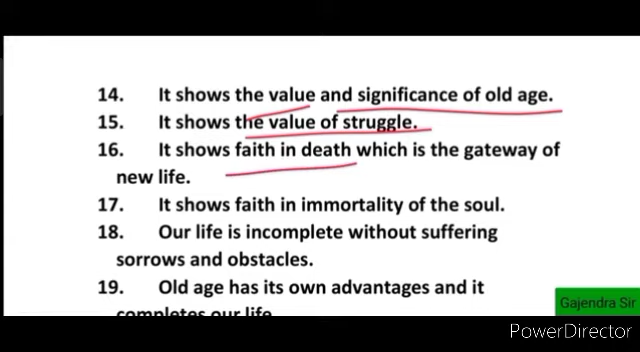 14. It shows the value and significance of old age.
15. It shows the value of struggle.
16. It shows faith in death which is the gateway of
new life.
17. It shows faith in immortality of the soul.
18. Our life is incomplete without suffering
sorrows and obstacles.
19. Old age has its own advantages and it
completes our life.
Gajendra Sir
PowerDirector